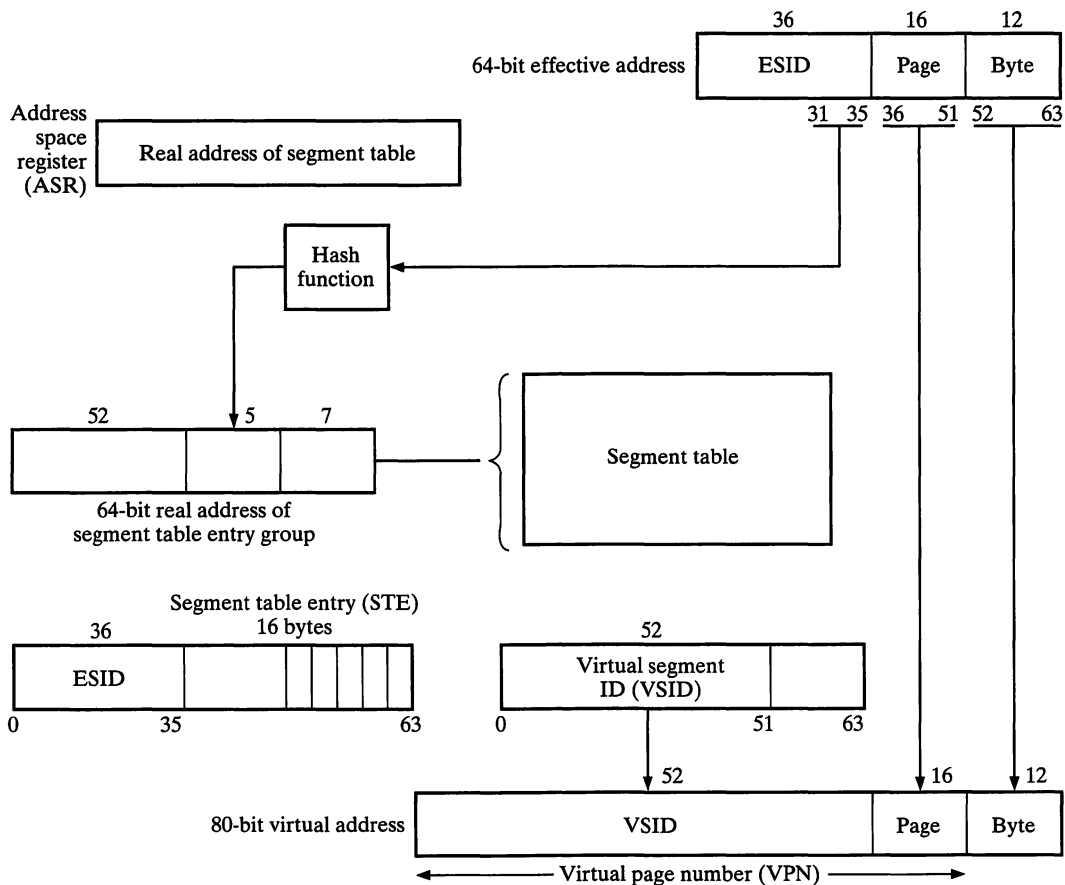 36 16 12
64-bit effective address ESID Page Byte
31 35 36 51 52 63
Address
space
register
(ASR)
Real address of segment table
Hash
function
52 5 7
Segment table
64-bit real address of
segment table entry group
Segment table entry (STE)
36 16 bytes
ESID
0 35 63
52
Virtual segment
ID (VSID)
0 51 63
52 16 12
80-bit virtual address VSID Page Byte
Virtual page number (VPN)